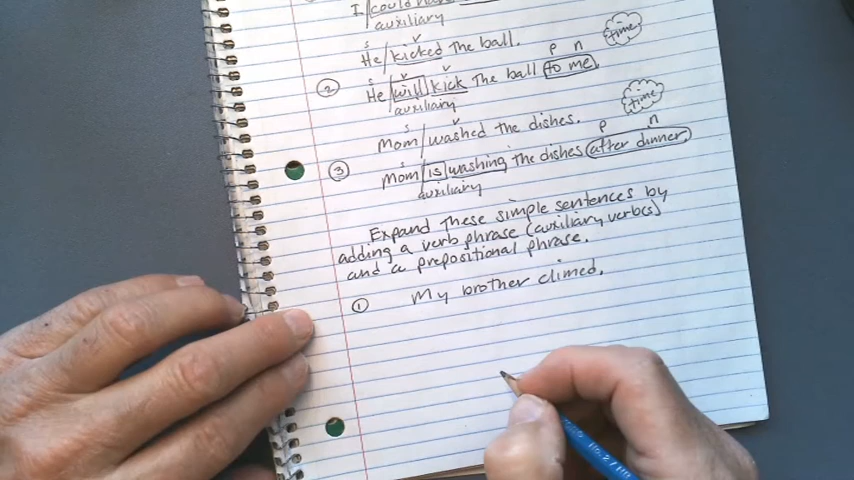 I/could have
auxiliary
s v
He/kicked the ball.
time
s v v p n
② He/will kick the ball to me.
auxiliary
time
s v
Mom/washed the dishes.
s p n
③ Mom/is washing the dishes after dinner
auxiliary
Expand these simple sentences by
adding a verb phrase (auxiliary verb(s)
and a prepositional phrase.
① My brother climed.